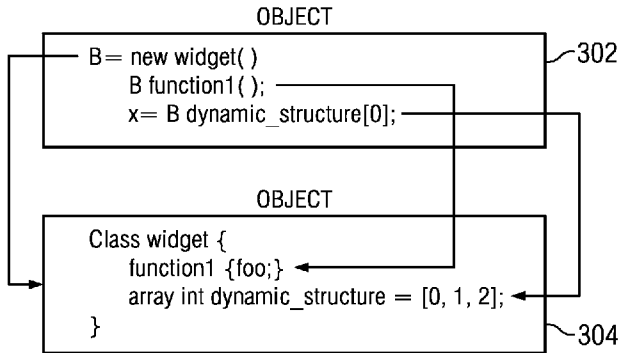 OBJECT
B= new widget()
B function1();
x= B dynamic_structure[0];
302
OBJECT
Class widget {
function1 {foo;}
array int dynamic_structure = [0, 1, 2];
}
304